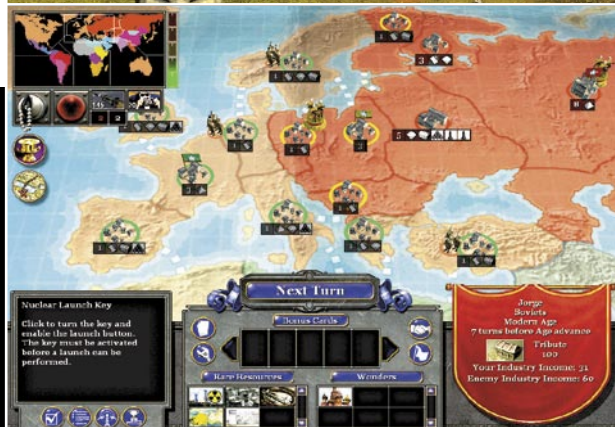 Next Turn
Bonus Cards
Rare Resources
Wonders
Nuclear Launch Key
Click to turn the key and
enable the launch button.
The key must be activated
before a launch can be
performed.
Jorge
Soviets
Modern Age
7 turns before Age advance
Tribute
100
Your Industry Income: 31
Enemy Industry Income: 60